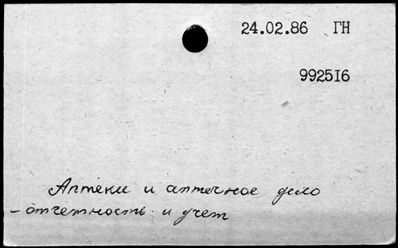 24.02.86 ГН
992516
Аптеки и аптечное дело
- отчетность и учет